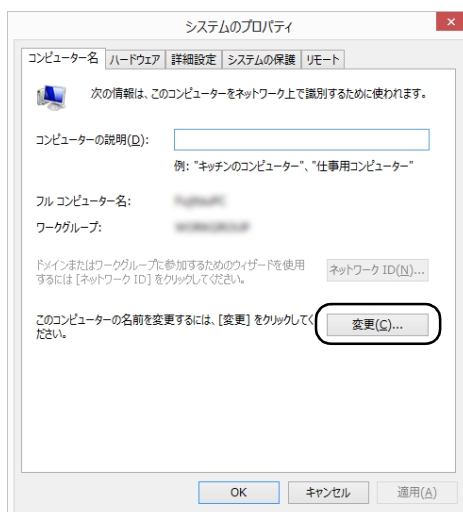 システムのプロパティ
コンピューター名 ハードウェア 詳細設定 システムの保護 リモート
次の情報は、このコンピューターをネットワーク上で識別するために使われます。
コンピューターの説明(D):
例: "キッチンのコンピューター"、"仕事用コンピューター"
フル コンピューター名:
ワークグループ:
ドメインまたはワークグループに参加するためのウィザードを使用
するには [ネットワーク ID] をクリックしてください。
ネットワーク ID(N)...
このコンピューターの名前を変更するには、[変更] をクリックしてく
ださい。
変更(C)...
OK キャンセル 適用(A)